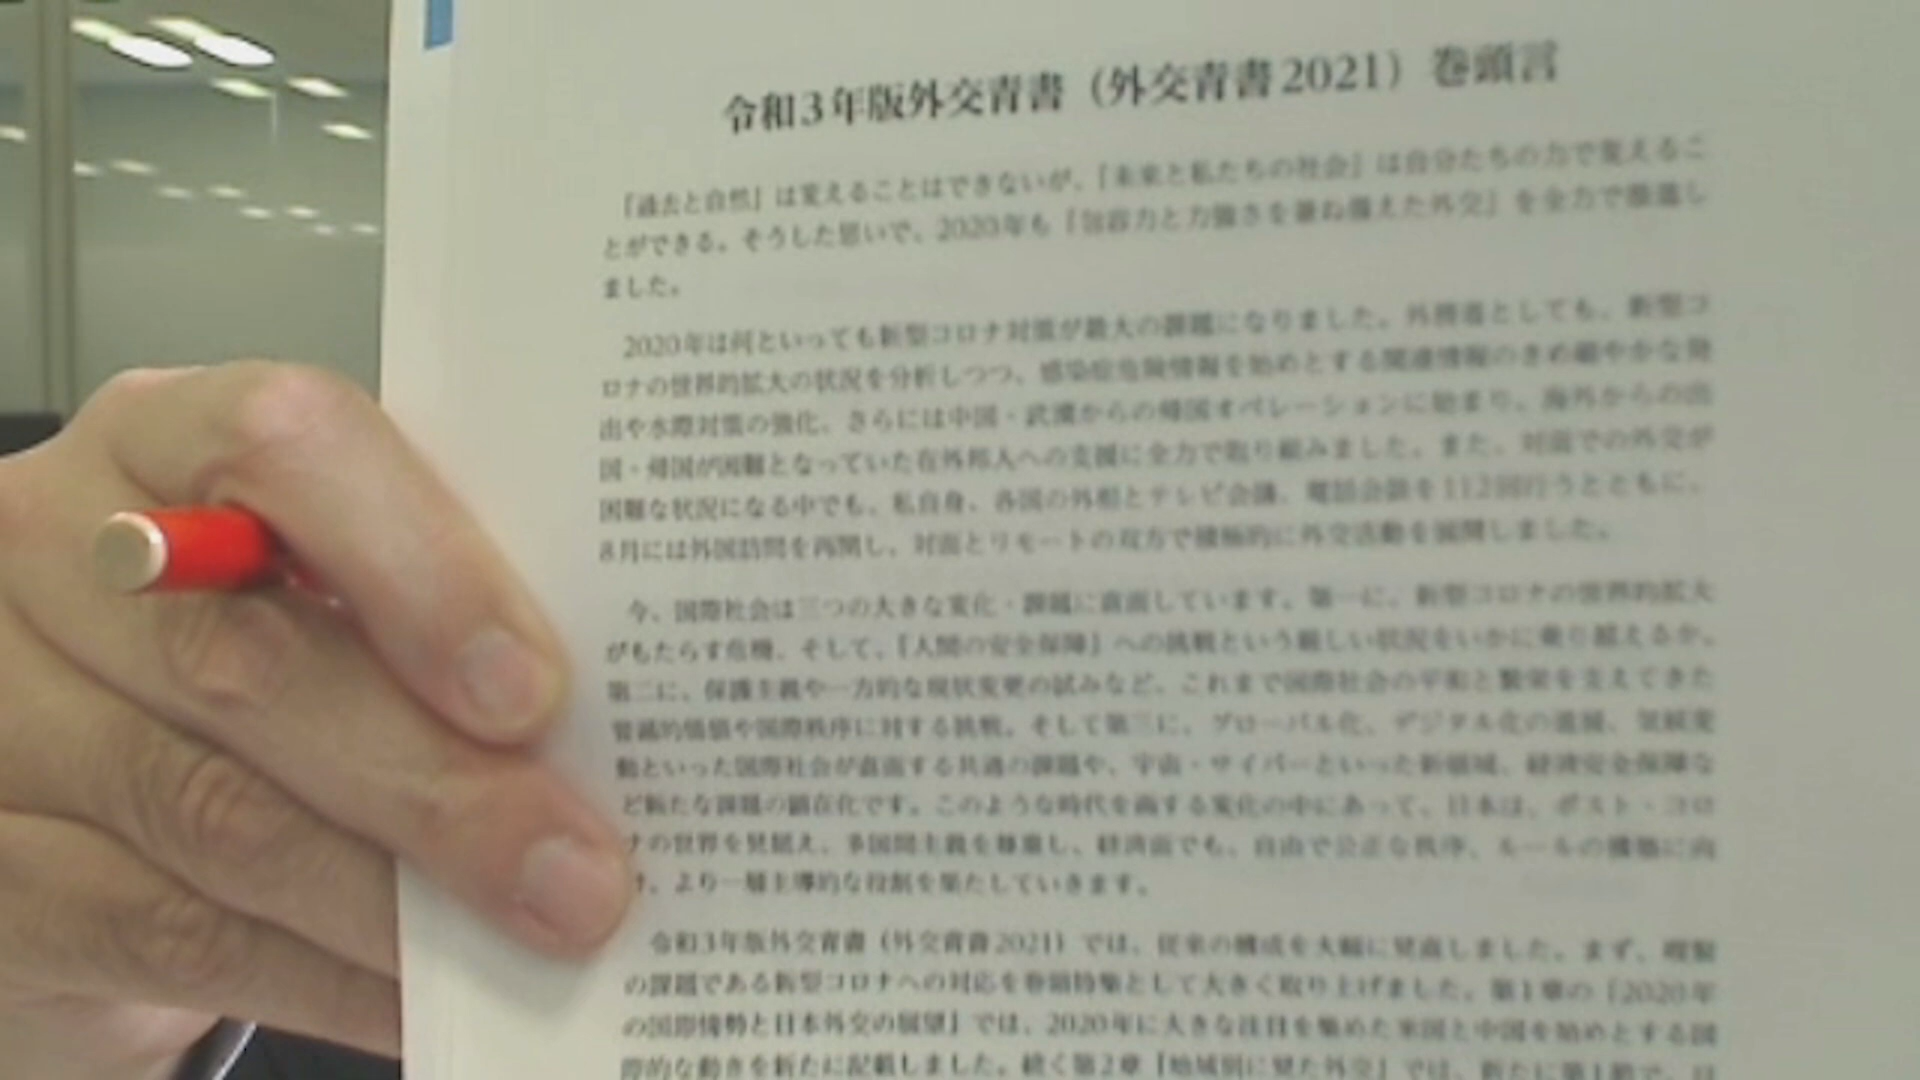 令和3年版外交青書（外交青書2021）巻頭言
「過去と自然」は変えることはできないが、「未来と私たちの社会」は自分たちの力で変えるこ
とができる。そうした思いで、2020年も「包容力と力強さを兼ね備えた外交」を全力で推進し
ました。
2020年は何といっても新型コロナ対策が最大の課題になりました。外務省としても、新型コ
ロナの世界的拡大の状況を分析しつつ、感染症危険情報を始めとする関連情報のきめ細やかな発
出や水際対策の強化、さらには中国・武漢からの帰国オペレーションに始まり、海外からの出
国・帰国が困難となっていた在外邦人への支援に全力で取り組みました。また、対面での外交が
困難な状況になる中でも、私自身、各国の外相とテレビ会議、電話会談を112回行うとともに、
8月には外国訪問を再開し、対面とリモートの双方で積極的に外交活動を展開しました。
今、国際社会は三つの大きな変化・課題に直面しています。第一に、新型コロナの世界的拡大
がもたらす危機、そして、「人間の安全保障」への挑戦という厳しい状況をいかに乗り越えるか。
第二に、保護主義や一方的な現状変更の試みなど、これまで国際社会の平和と繁栄を支えてきた
普遍的価値や国際秩序に対する挑戦。そして第三に、グローバル化、デジタル化の進展、気候変
動といった国際社会が直面する共通の課題や、宇宙・サイバーといった新領域、経済安全保障な
ど新たな課題の顕在化です。このような時代を画する変化の中にあって、日本は、ポスト・コロ
ナの世界を見据え、多国間主義を尊重し、経済面でも、自由で公正な秩序、ルールの構築に向
け、より一層主導的な役割を果たしていきます。
令和3年版外交青書（外交青書2021）では、従来の構成を大幅に見直しました。まず、喫緊
の課題である新型コロナへの対応を巻頭特集として大きく取り上げました。第1章の「2020年
の国際情勢と日本外交の展望」では、2020年に大きな注目を集めた米国と中国を始めとする国
際的な動きを新たに記載しました。続く第2章「地域別に見た外交」では、新たに第1節で、